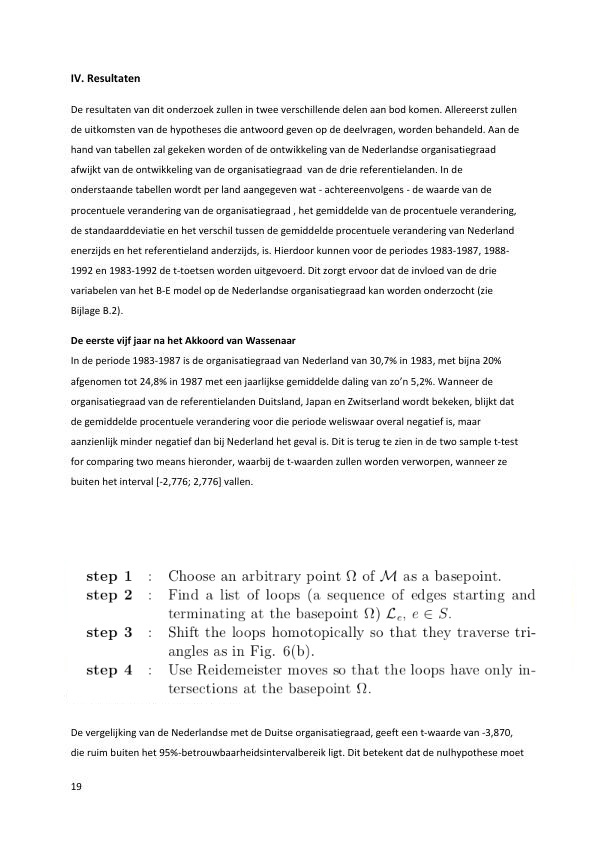 IV. Resultaten
De resultaten van dit onderzoek zullen in twee verschillende delen aan bod komen. Allereerst zullen
de uitkomsten van de hypotheses die antwoord geven op de deelvragen, worden behandeld. Aan de
hand van tabellen zal gekeken worden of de ontwikkeling van de Nederlandse organisatiegraad
afwijkt van de ontwikkeling van de organisatiegraad  van de drie referentielanden. In de
onderstaande tabellen wordt per land aangegeven wat - achtereenvolgens - de waarde van de
procentuele verandering van de organisatiegraad , het gemiddelde van de procentuele verandering,
de standaarddeviatie en het verschil tussen de gemiddelde procentuele verandering van Nederland
enerzijds en het referentieland anderzijds, is. Hierdoor kunnen voor de periodes 1983-1987, 1988-
1992 en 1983-1992 de t-toetsen worden uitgevoerd. Dit zorgt ervoor dat de invloed van de drie
variabelen van het B-E model op de Nederlandse organisatiegraad kan worden onderzocht (zie
Bijlage B.2).
De eerste vijf jaar na het Akkoord van Wassenaar
In de periode 1983-1987 is de organisatiegraad van Nederland van 30,7% in 1983, met bijna 20%
afgenomen tot 24,8% in 1987 met een jaarlijkse gemiddelde daling van zo’n 5,2%. Wanneer de
organisatiegraad van de referentielanden Duitsland, Japan en Zwitserland wordt bekeken, blijkt dat
de gemiddelde procentuele verandering voor die periode weliswaar overal negatief is, maar
aanzienlijk minder negatief dan bij Nederland het geval is. Dit is terug te zien in de two sample t-test
for comparing two means hieronder, waarbij de t-waarden zullen worden verworpen, wanneer ze
buiten het interval [-2,776; 2,776] vallen.
step 1 : Choose an arbitrary point Ω of ℳ as a basepoint.
step 2 : Find a list of loops (a sequence of edges starting and
terminating at the basepoint Ω) ℒₑ, e ∈ S.
step 3 : Shift the loops homotopically so that they traverse tri-
angles as in Fig. 6(b).
step 4 : Use Reidemeister moves so that the loops have only in-
tersections at the basepoint Ω.
De vergelijking van de Nederlandse met de Duitse organisatiegraad, geeft een t-waarde van -3,870,
die ruim buiten het 95%-betrouwbaarheidsintervalbereik ligt. Dit betekent dat de nulhypothese moet
19